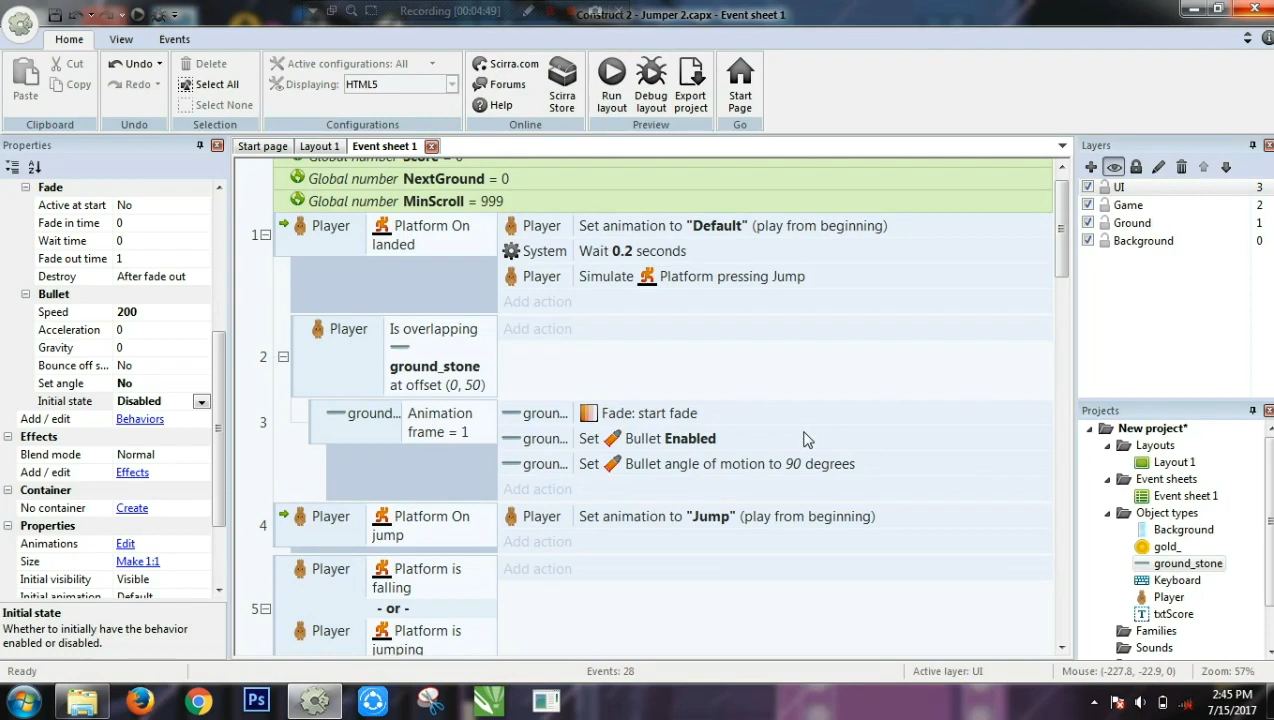 Recording [00:04:49]
Construct 2 - Jumper 2.capx - Event sheet 1
Home
View
Events
Paste
Cut
Copy
Clipboard
Undo
Redo
Undo
Delete
Select All
Select None
Selection
Active configurations: All
Displaying: HTML5
Configurations
Scirra.com
Forums
Help
Scirra Store
Online
Run layout
Debug layout
Export project
Preview
Start Page
Go
Properties
Start page
Layout 1
Event sheet 1
Layers
Fade
Active at start No
Fade in time 0
Wait time 0
Fade out time 1
Destroy After fade out
Bullet
Speed 200
Acceleration 0
Gravity 0
Bounce off s... No
Set angle No
Initial state Disabled
Add / edit Behaviors
Effects
Blend mode Normal
Add / edit Effects
Container
No container Create
Properties
Animations Edit
Size Make 1:1
Initial visibility Visible
Initial animation Default
Initial state
Whether to initially have the behavior
enabled or disabled.
Global number Score = 0
Global number NextGround = 0
Global number MinScroll = 999
1
Player Platform On landed
Player Set animation to "Default" (play from beginning)
System Wait 0.2 seconds
Player Simulate Platform pressing Jump
Add action
2
Player Is overlapping
ground_stone
at offset (0, 50)
Add action
3
ground... Animation
frame = 1
groun... Fade: start fade
groun... Set Bullet Enabled
groun... Set Bullet angle of motion to 90 degrees
Add action
4
Player Platform On
jump
Player Set animation to "Jump" (play from beginning)
Add action
5
Player Platform is
falling
- or -
Player Platform is
jumping
Add action
UI 3
Game 2
Ground 1
Background 0
Projects
New project*
Layouts
Layout 1
Event sheets
Event sheet 1
Object types
Background
gold_
ground_stone
Keyboard
Player
txtScore
Families
Sounds
Ready
Events: 28
Active layer: UI
Mouse: (-227.8, -22.9, 0)
Zoom: 57%
Ps
2:45 PM
7/15/2017